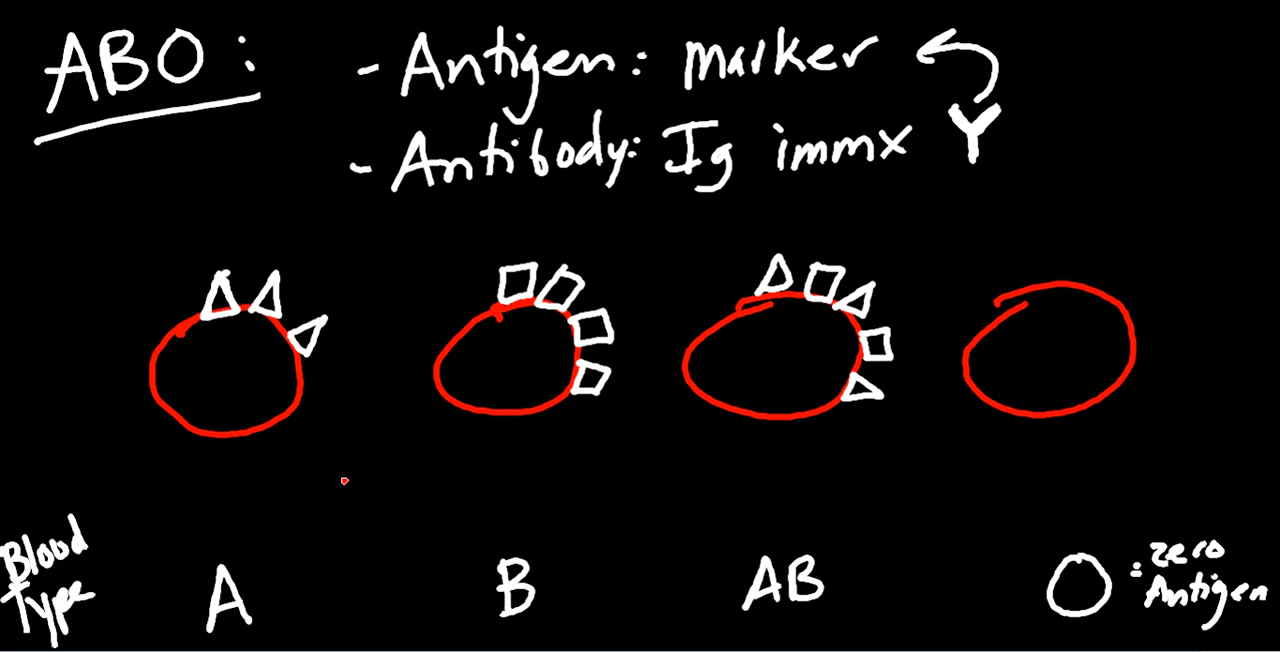 ABO: - Antigen: marker
- Antibody: Ig immx Y
Blood
Type A B AB O = zero
Antigen